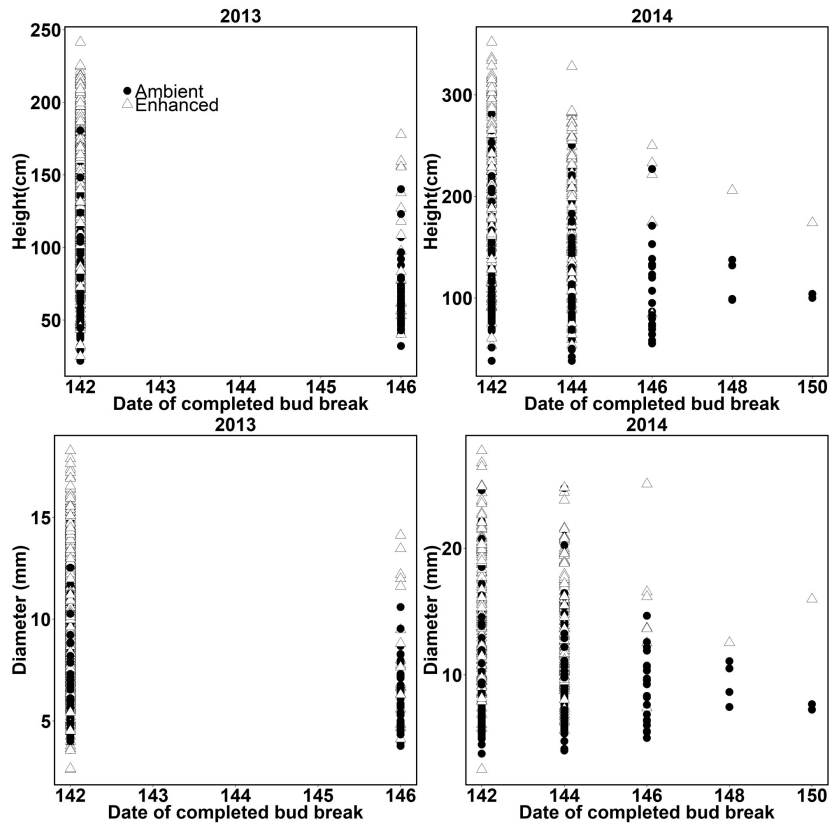 2013
250
200
150
100
50
Height(cm)
Ambient
Enhanced
142 143 144 145 146
Date of completed bud break
2014
300
200
100
Height(cm)
142 144 146 148 150
Date of completed bud break
2013
15
10
5
Diameter (mm)
142 143 144 145 146
Date of completed bud break
2014
20
10
Diameter (mm)
142 144 146 148 150
Date of completed bud break